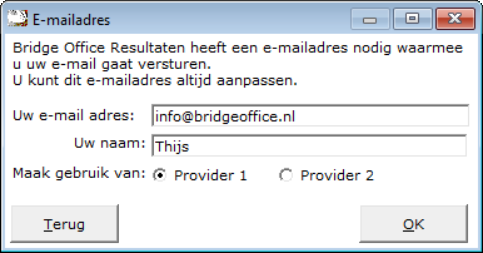 E-mailadres
Bridge Office Resultaten heeft een e-mailadres nodig waarmee
u uw e-mail gaat versturen.
U kunt dit e-mailadres altijd aanpassen.
Uw e-mail adres: info@bridgeoffice.nl
Uw naam: Thijs
Maak gebruik van: Provider 1 Provider 2
Terug OK